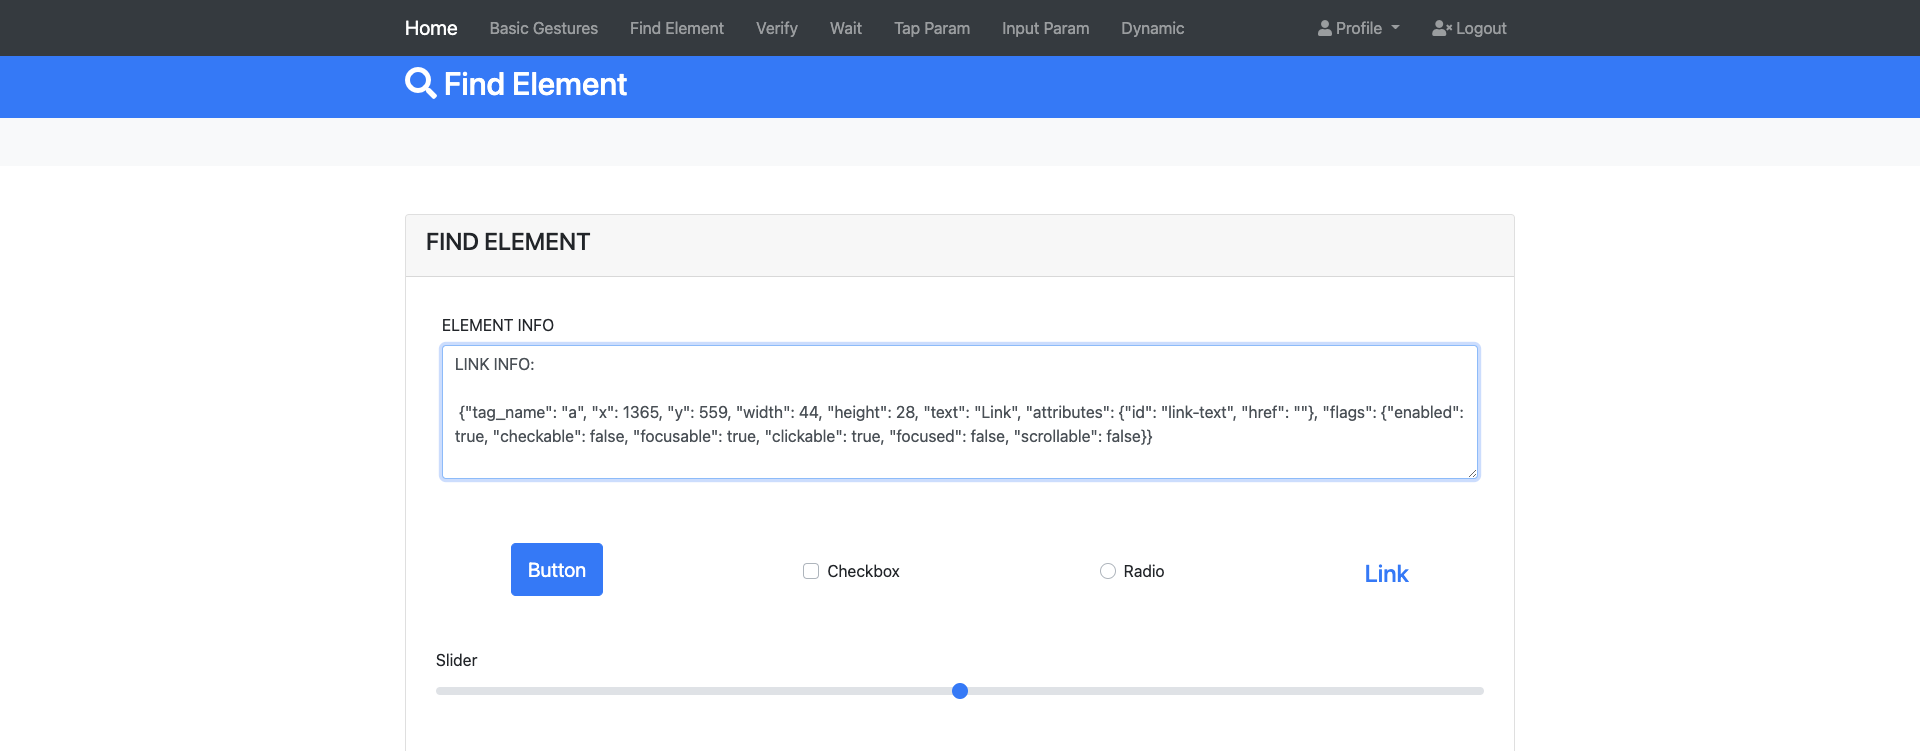 Home Basic Gestures Find Element Verify Wait Tap Param Input Param Dynamic Profile Logout
Find Element
FIND ELEMENT
ELEMENT INFO
LINK INFO:
{"tag_name": "a", "x": 1365, "y": 559, "width": 44, "height": 28, "text": "Link", "attributes": {"id": "link-text", "href": ""}, "flags": {"enabled":
true, "checkable": false, "focusable": true, "clickable": true, "focused": false, "scrollable": false}}
Button Checkbox Radio Link
Slider